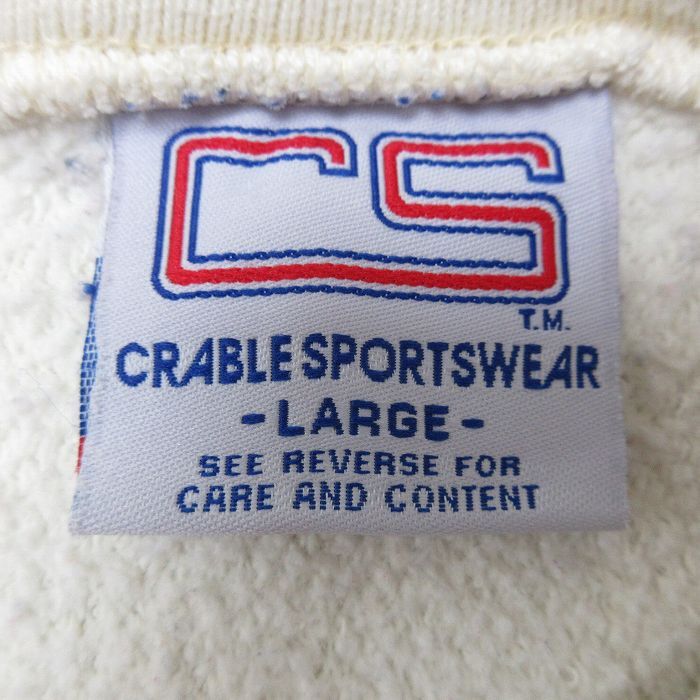 CS
T.M.
CRABLE SPORTSWEAR
- LARGE -
SEE REVERSE FOR
CARE AND CONTENT